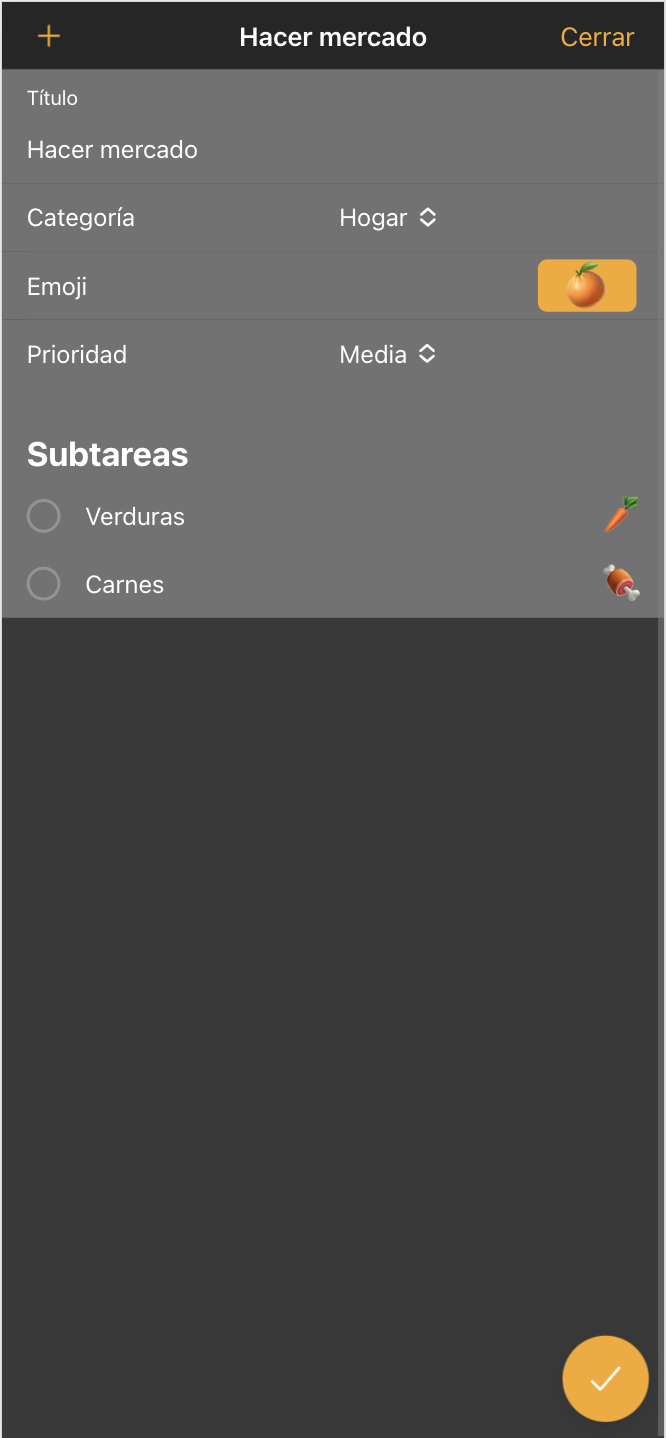 Hacer mercado
Cerrar
Título
Hacer mercado
Categoría
Hogar
Emoji
Prioridad
Media
Subtareas
Verduras
Carnes